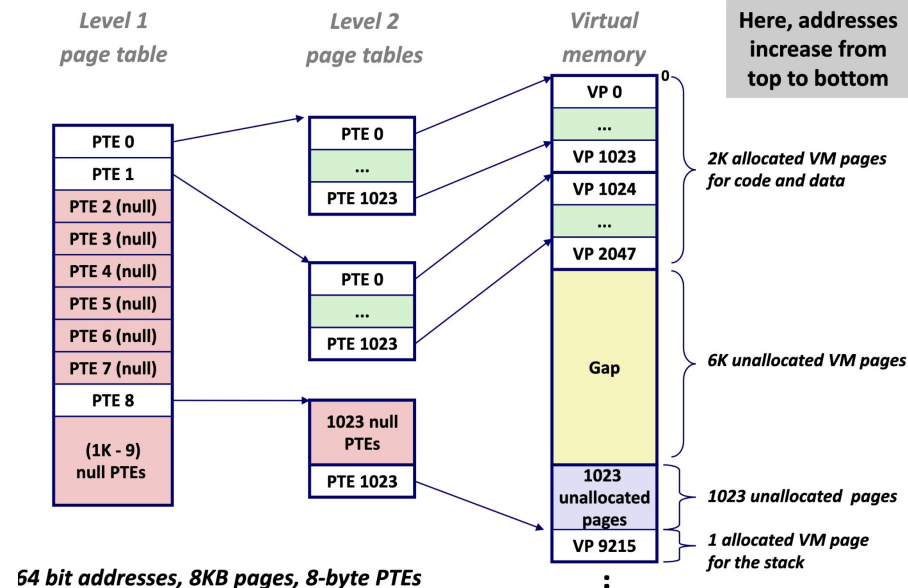 Level 1
page table
Level 2
page tables
Virtual
memory
Here, addresses
increase from
top to bottom
PTE 0
PTE 1
PTE 2 (null)
PTE 3 (null)
PTE 4 (null)
PTE 5 (null)
PTE 6 (null)
PTE 7 (null)
PTE 8
(1K - 9)
null PTEs
PTE 0
...
PTE 1023
PTE 0
...
PTE 1023
1023 null
PTEs
PTE 1023
0
VP 0
...
VP 1023
VP 1024
...
VP 2047
Gap
1023
unallocated
pages
VP 9215
2K allocated VM pages
for code and data
6K unallocated VM pages
1023 unallocated pages
1 allocated VM page
for the stack
64 bit addresses, 8KB pages, 8-byte PTEs